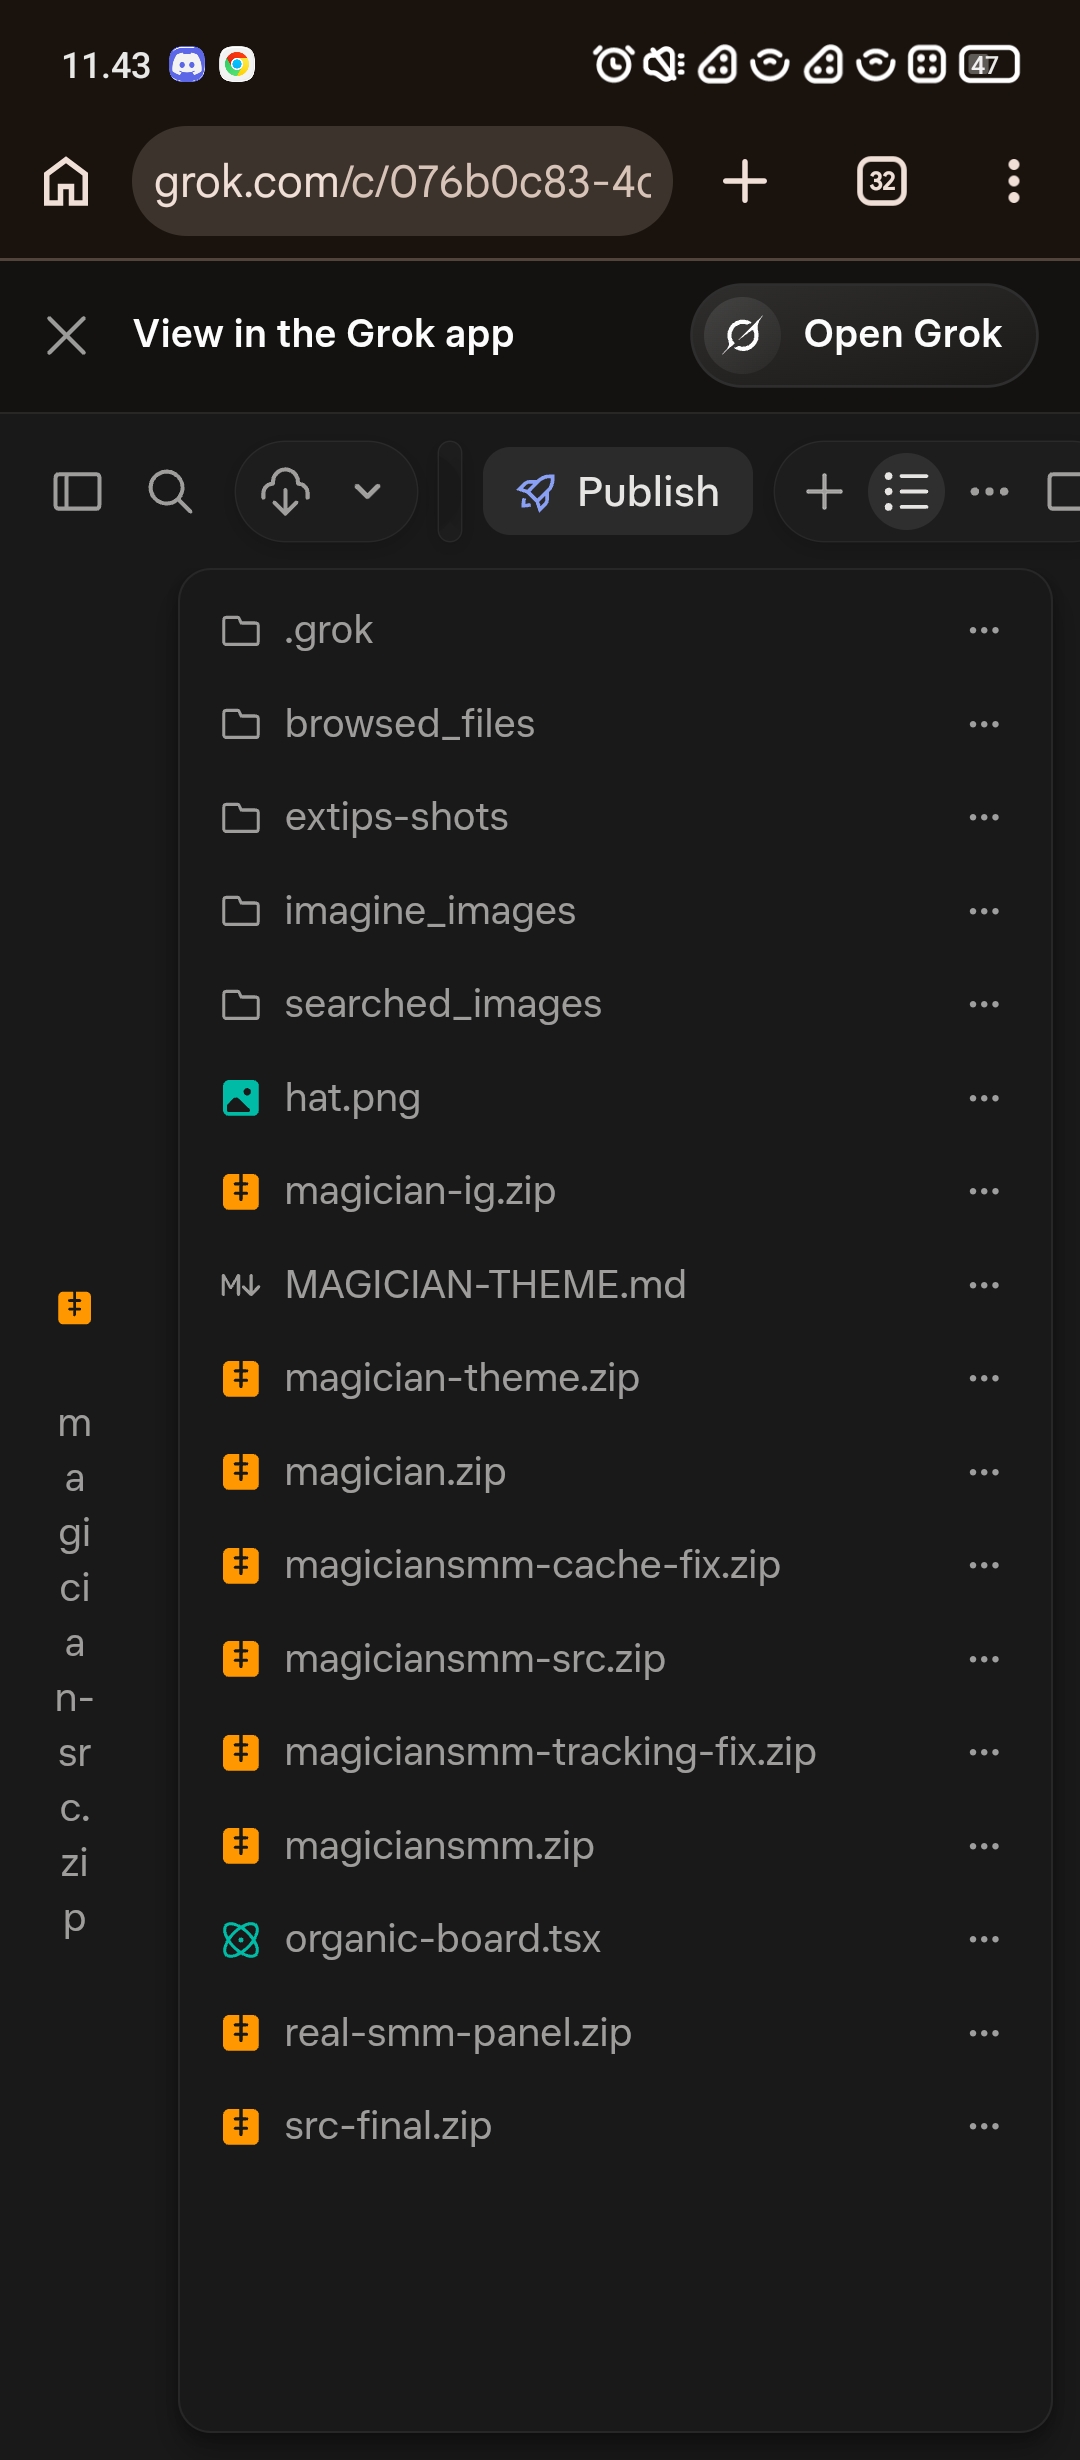 11.43
47
grok.com/c/076b0c83-4c
32
View in the Grok app
Open Grok
Publish
.grok
browsed_files
extips-shots
imagine_images
searched_images
hat.png
magician-ig.zip
MAGICIAN-THEME.md
magician-theme.zip
magician.zip
magiciansmm-cache-fix.zip
magiciansmm-src.zip
magiciansmm-tracking-fix.zip
magiciansmm.zip
organic-board.tsx
real-smm-panel.zip
src-final.zip
m
a
gi
ci
a
n-
sr
c.
zi
p